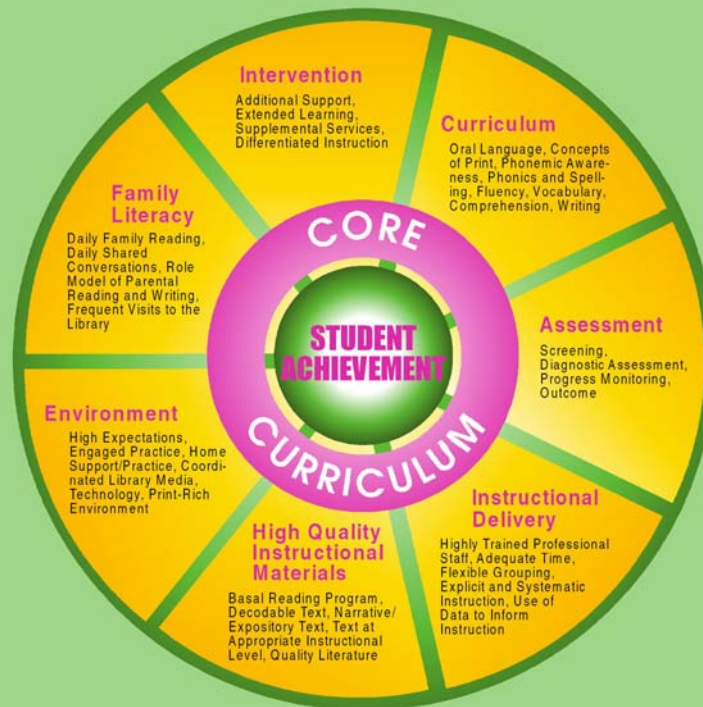 Intervention
Additional Support,
Extended Learning,
Supplemental Services,
Differentiated Instruction
Curriculum
Oral Language, Concepts
of Print, Phonemic Aware-
ness, Phonics and Spell-
ing, Fluency, Vocabulary,
Comprehension, Writing
Assessment
Screening,
Diagnostic Assessment,
Progress Monitoring,
Outcome
Instructional
Delivery
Highly Trained Professional
Staff, Adequate Time,
Flexible Grouping,
Explicit and Systematic
Instruction, Use of
Data to Inform
Instruction
High Quality
Instructional
Materials
Basal Reading Program,
Decodable Text, Narrative/
Expository Text, Text at
Appropriate Instructional
Level, Quality Literature
Environment
High Expectations,
Engaged Practice, Home
Support/Practice, Coordi-
nated Library Media,
Technology, Print-Rich
Environment
Family
Literacy
Daily Family Reading,
Daily Shared
Conversations, Role
Model of Parental
Reading and Writing,
Frequent Visits to the
Library
CORE
CURRICULUM
STUDENT
ACHIEVEMENT